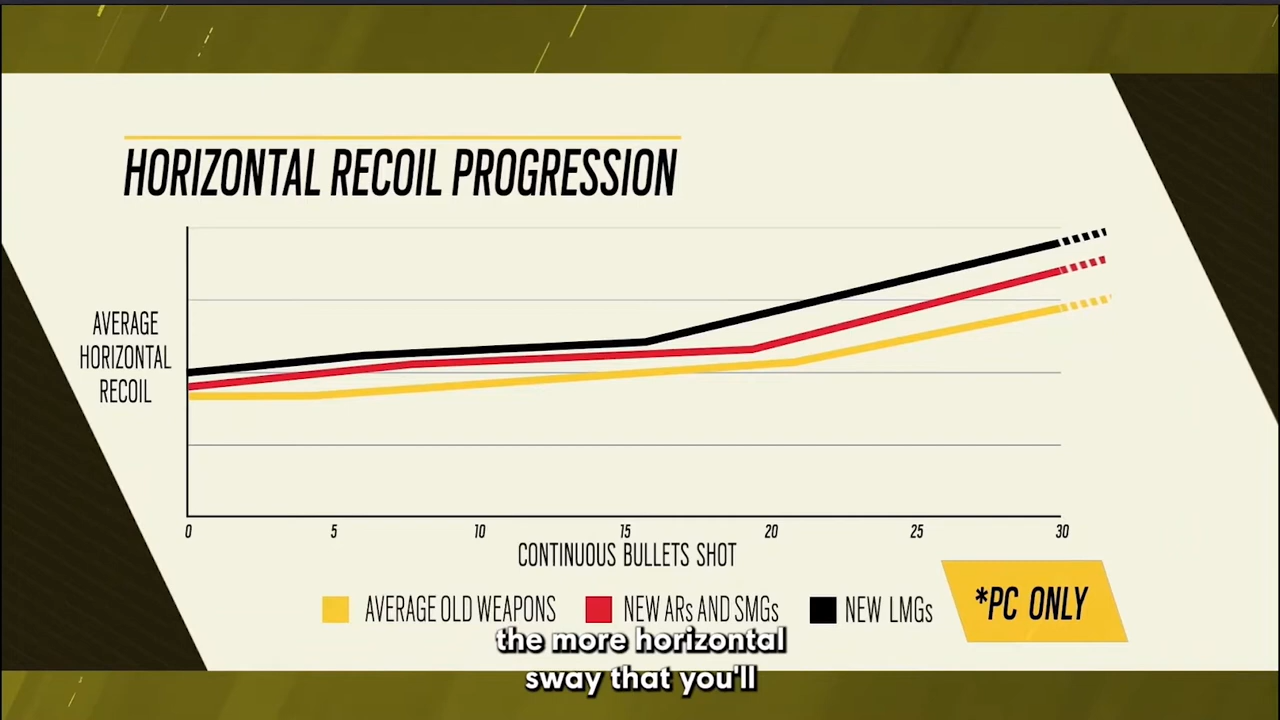 HORIZONTAL RECOIL PROGRESSION
AVERAGE
HORIZONTAL
RECOIL
0 5 10 15 20 25 30
CONTINUOUS BULLETS SHOT
AVERAGE OLD WEAPONS NEW ARs AND SMGs NEW LMGs
*PC ONLY
the more horizontal
sway that you'll